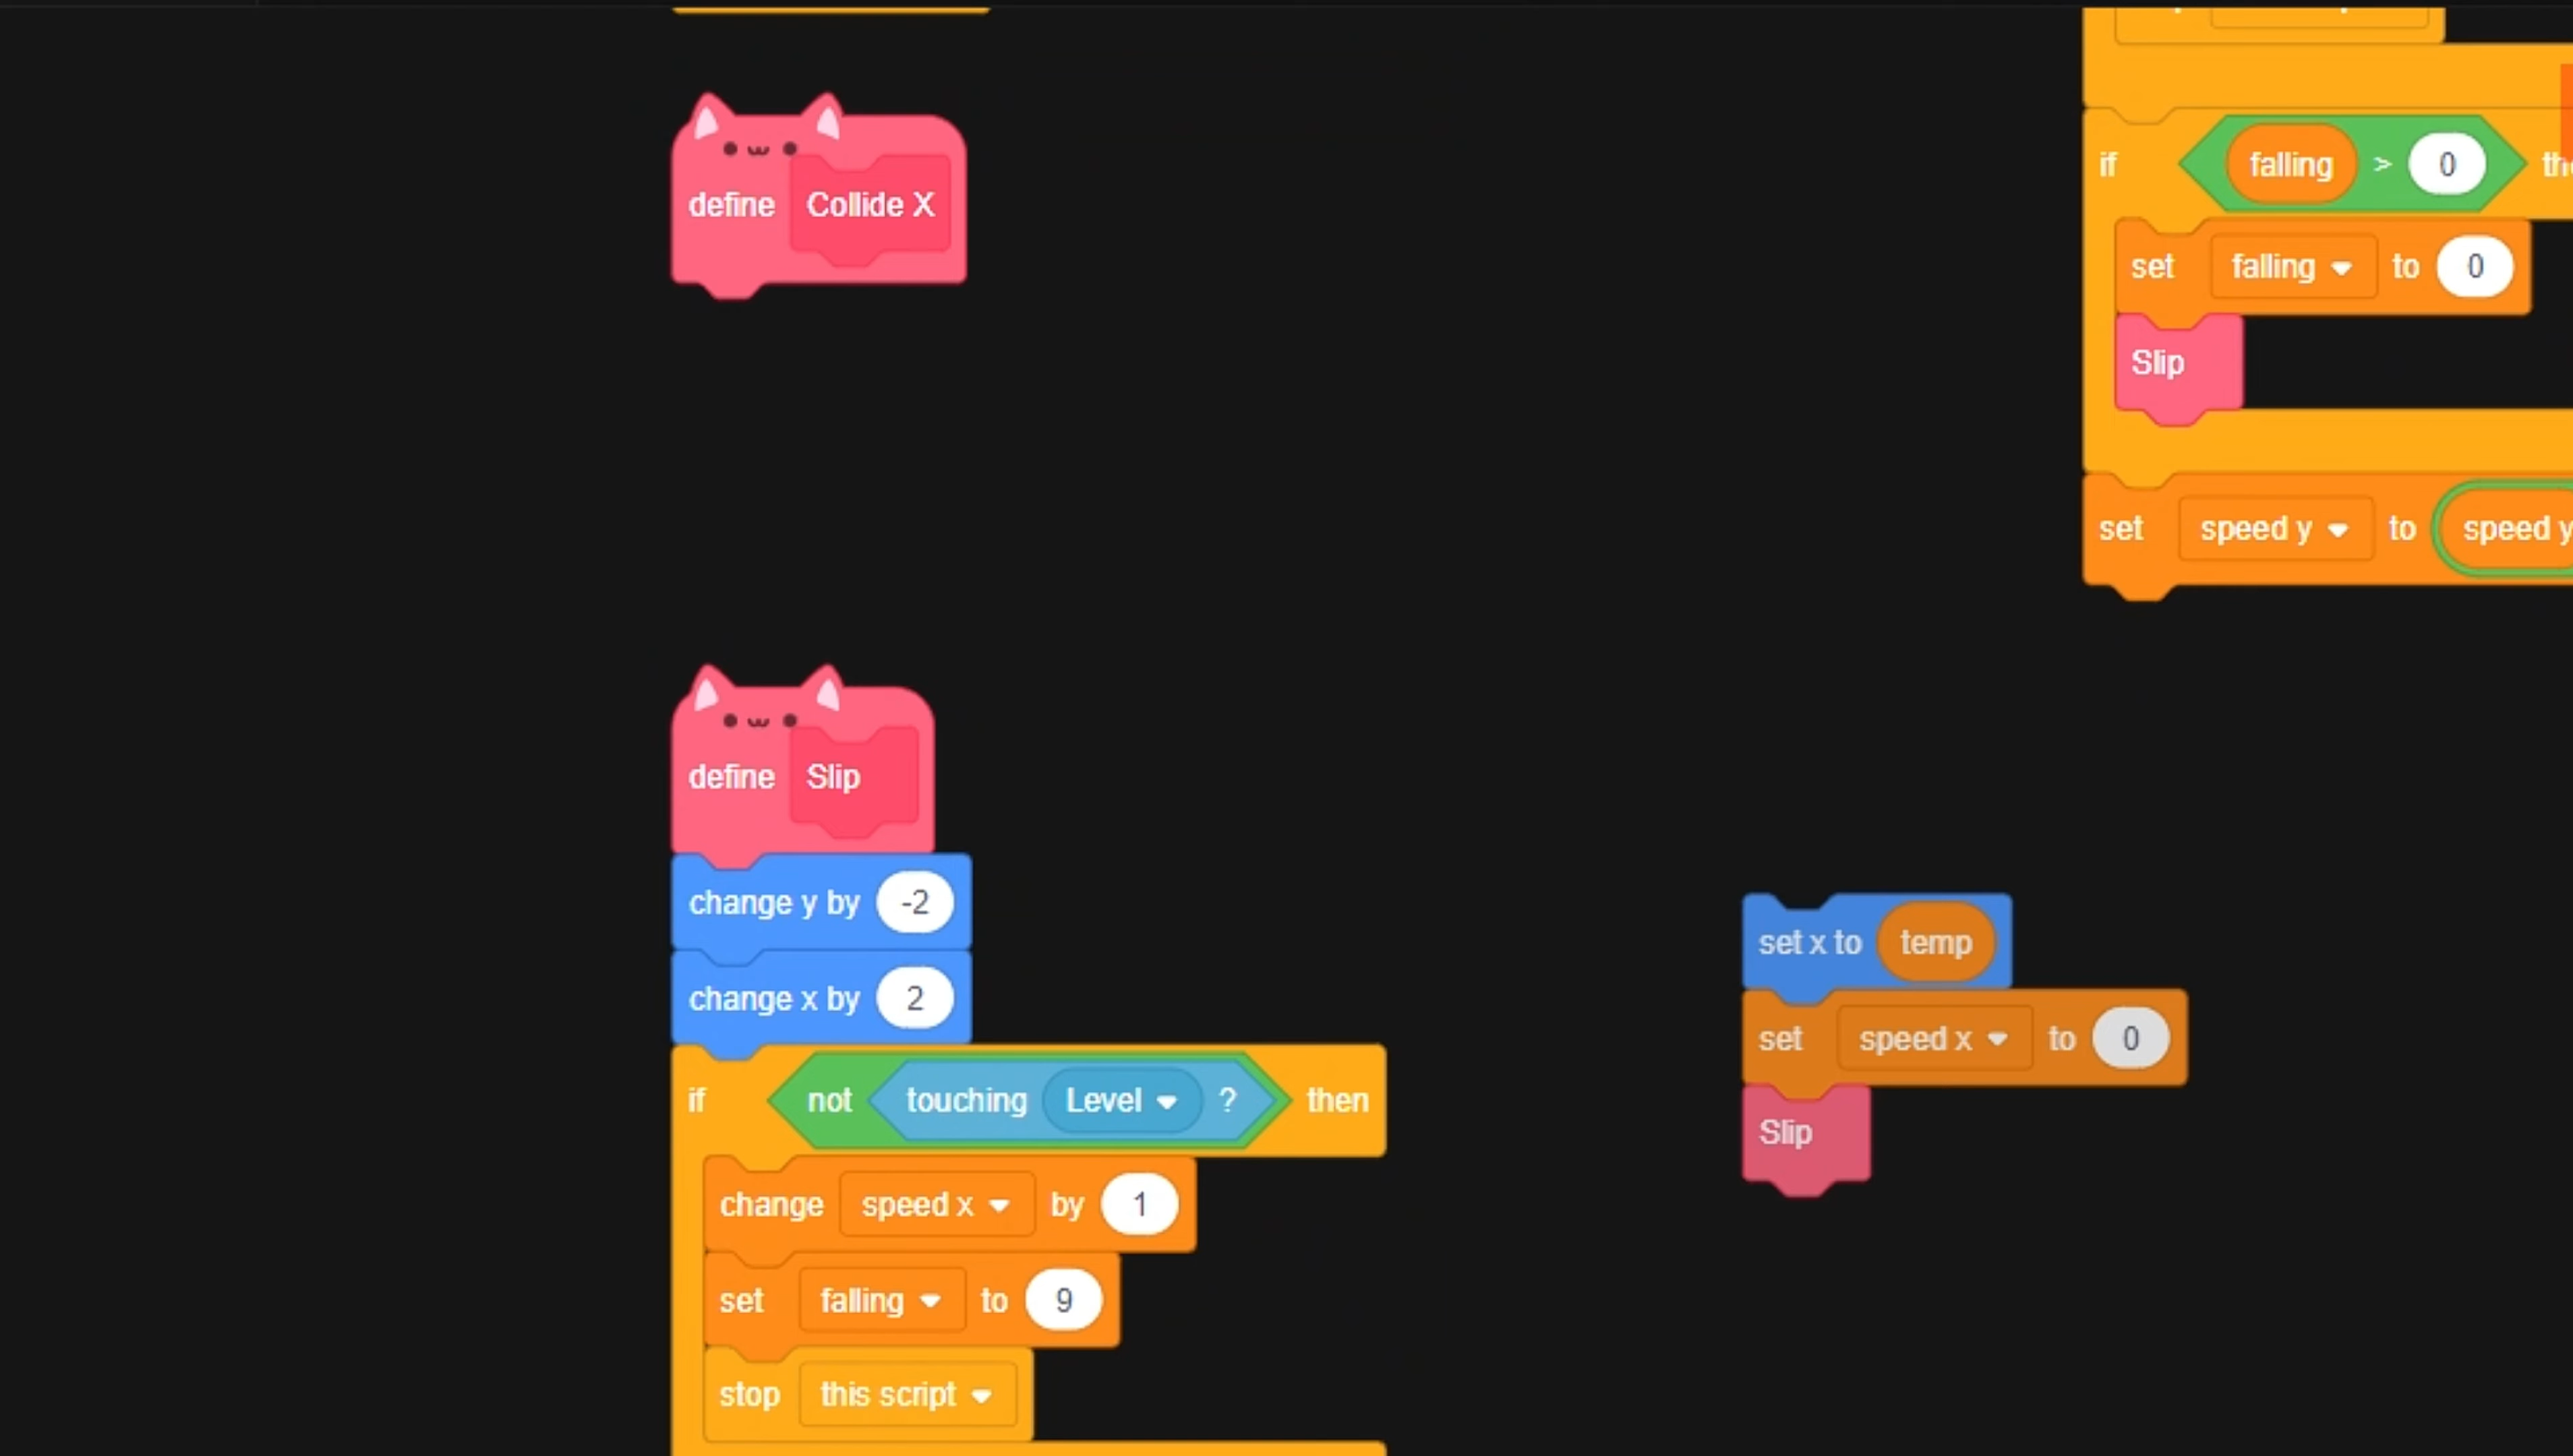 define Collide X
define Slip
change y by -2
change x by 2
if not touching Level ? then
change speed x by 1
set falling to 9
stop this script
if falling > 0
set falling to 0
Slip
set speed y to speed y
set x to temp
set speed x to 0
Slip